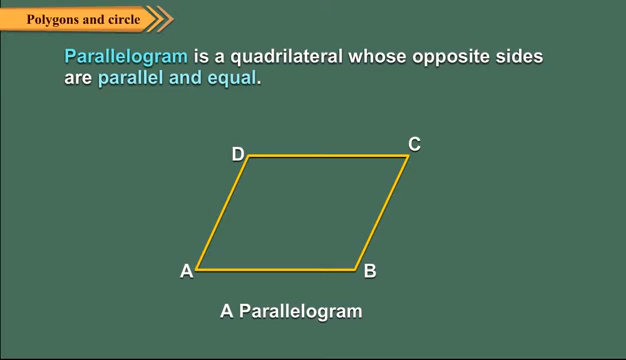 Polygons and circle
Parallelogram is a quadrilateral whose opposite sides
are parallel and equal.
D
C
A
B
A Parallelogram